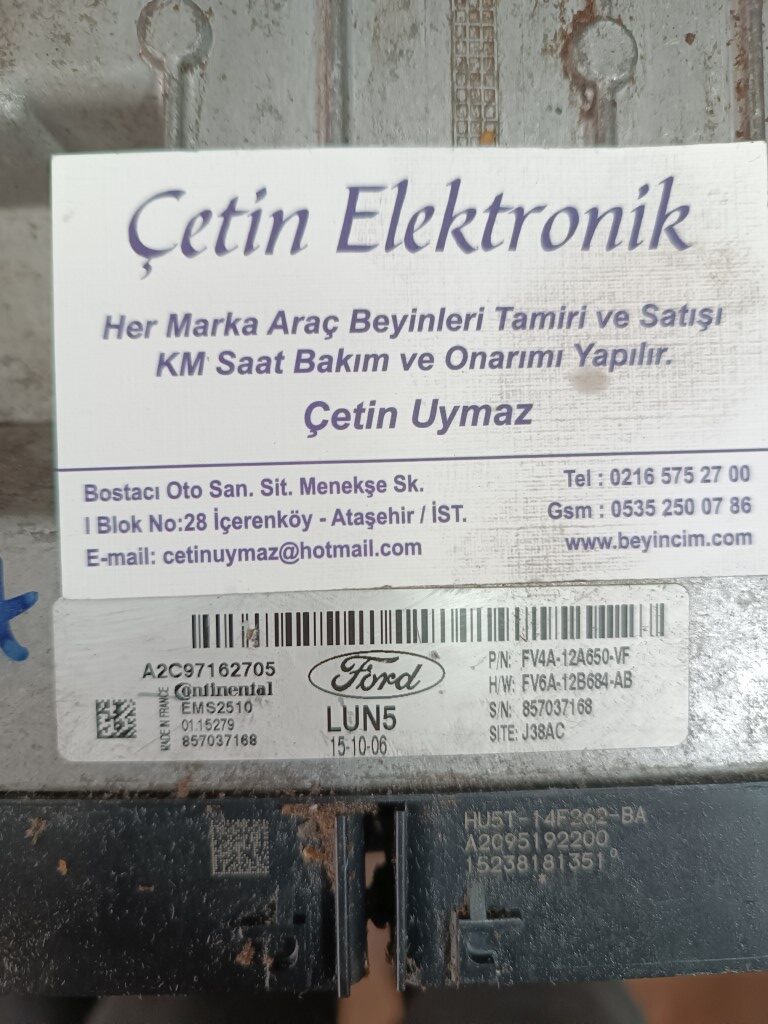 Çetin Elektronik
Her Marka Araç Beyinleri Tamiri ve Satışı
KM Saat Bakım ve Onarımı Yapılır.
Çetin Uymaz
Bostacı Oto San. Sit. Menekşe Sk.
I Blok No:28 İçerenköy - Ataşehir / İST.
E-mail: cetinuymaz@hotmail.com
Tel : 0216 575 27 00
Gsm : 0535 250 07 86
www.beyincim.com
A2C97162705
Continental
EMS2510
01.15279
857037168
MADE IN FRANCE
Ford
LUN5
15-10-06
P/N: FV4A-12A650-VF
H/W: FV6A-12B684-AB
S/N: 857037168
SITE: J38AC
HU5T-14F262-BA
A2095192200
15238181351